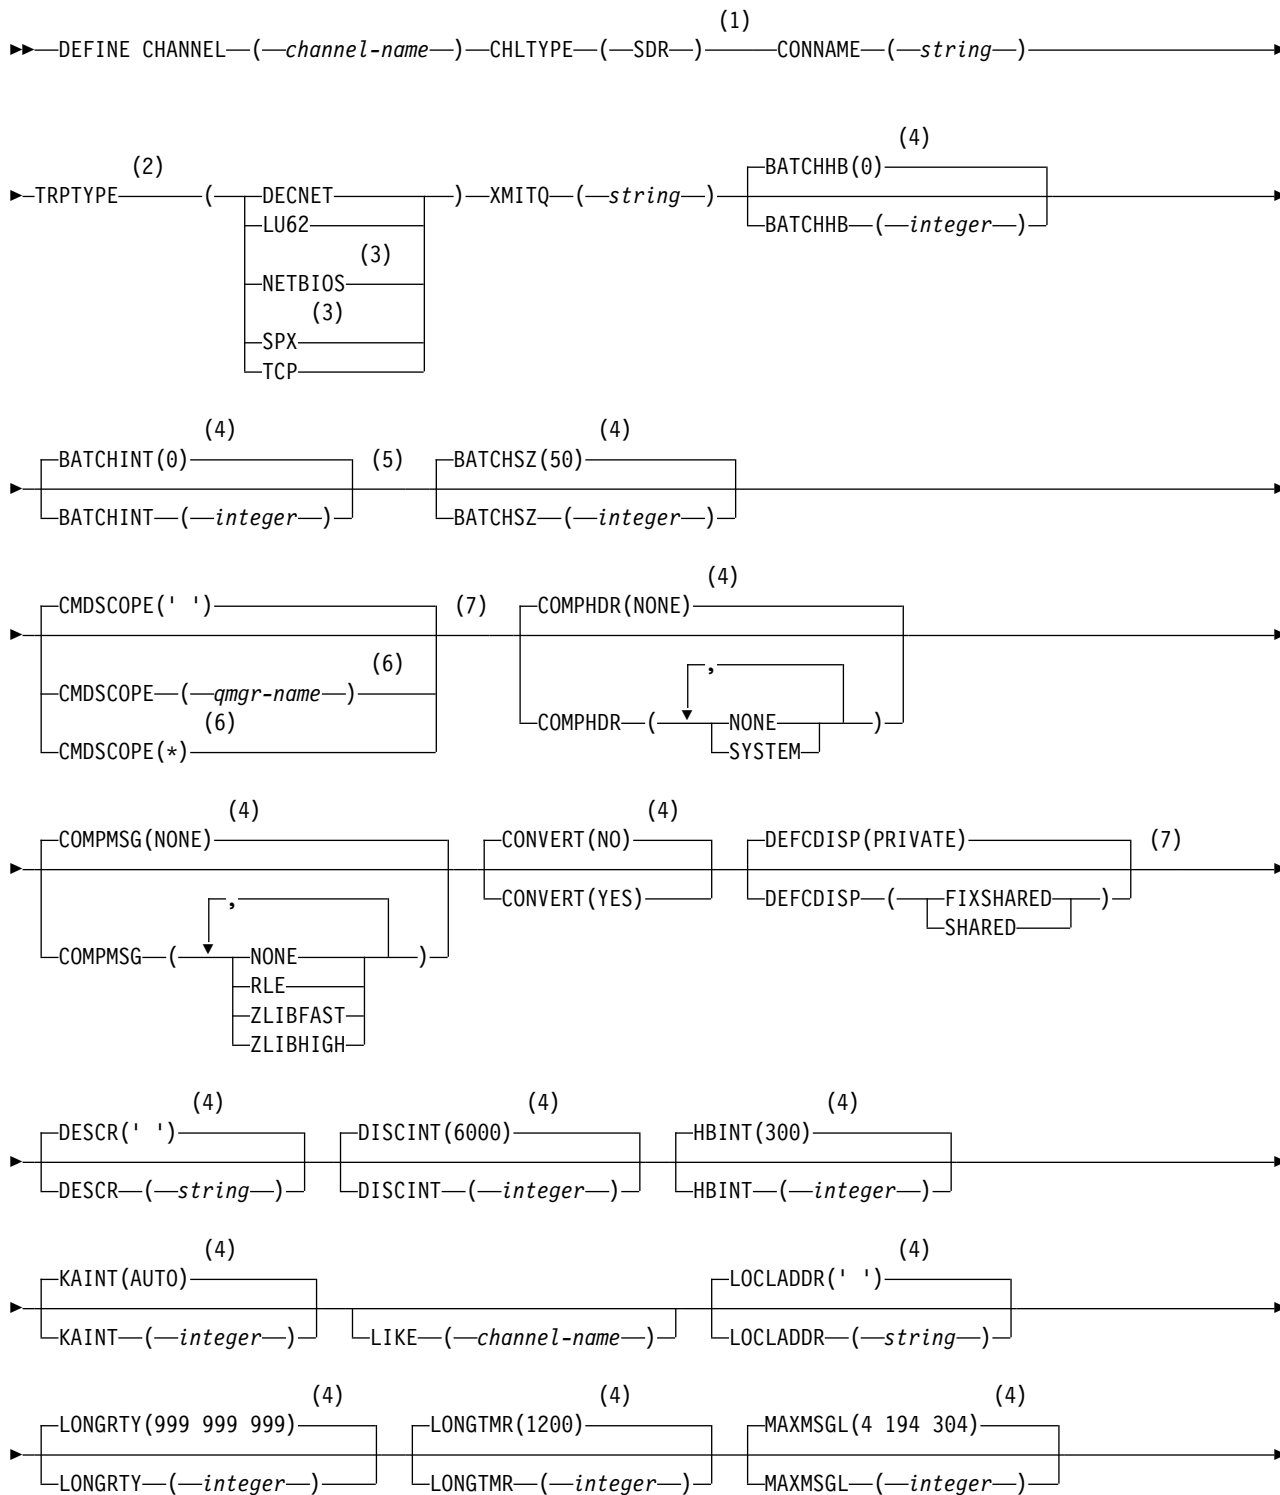 (1)
DEFINE CHANNEL ( channel-name ) CHLTYPE ( SDR ) CONNAME ( string )
(2) (4)
TRPTYPE ( DECNET ) XMITQ ( string ) BATCHHB(0)
LU62 BATCHHB ( integer )
(3)
NETBIOS
(3)
SPX
TCP
(4) (4)
BATCHINT(0) (5) BATCHSZ(50)
BATCHINT ( integer ) BATCHSZ ( integer )
(4)
CMDSCOPE(' ') (7) COMPHDR(NONE)
(6) ,
CMDSCOPE ( qmgr-name )
(6) COMPHDR ( NONE )
CMDSCOPE(*) SYSTEM
(4) (4)
COMPMSG(NONE) CONVERT(NO) DEFCDISP(PRIVATE) (7)
, CONVERT(YES) DEFCDISP ( FIXSHARED )
SHARED
COMPMSG ( NONE )
RLE
ZLIBFAST
ZLIBHIGH
(4) (4) (4)
DESCR(' ') DISCINT(6000) HBINT(300)
DESCR ( string ) DISCINT ( integer ) HBINT ( integer )
(4) (4)
KAINT(AUTO) LOCLADDR(' ')
KAINT ( integer ) LIKE ( channel-name ) LOCLADDR ( string )
(4) (4) (4)
LONGRTY(999 999 999) LONGTMR(1200) MAXMSGL(4 194 304)
LONGRTY ( integer ) LONGTMR ( integer ) MAXMSGL ( integer )